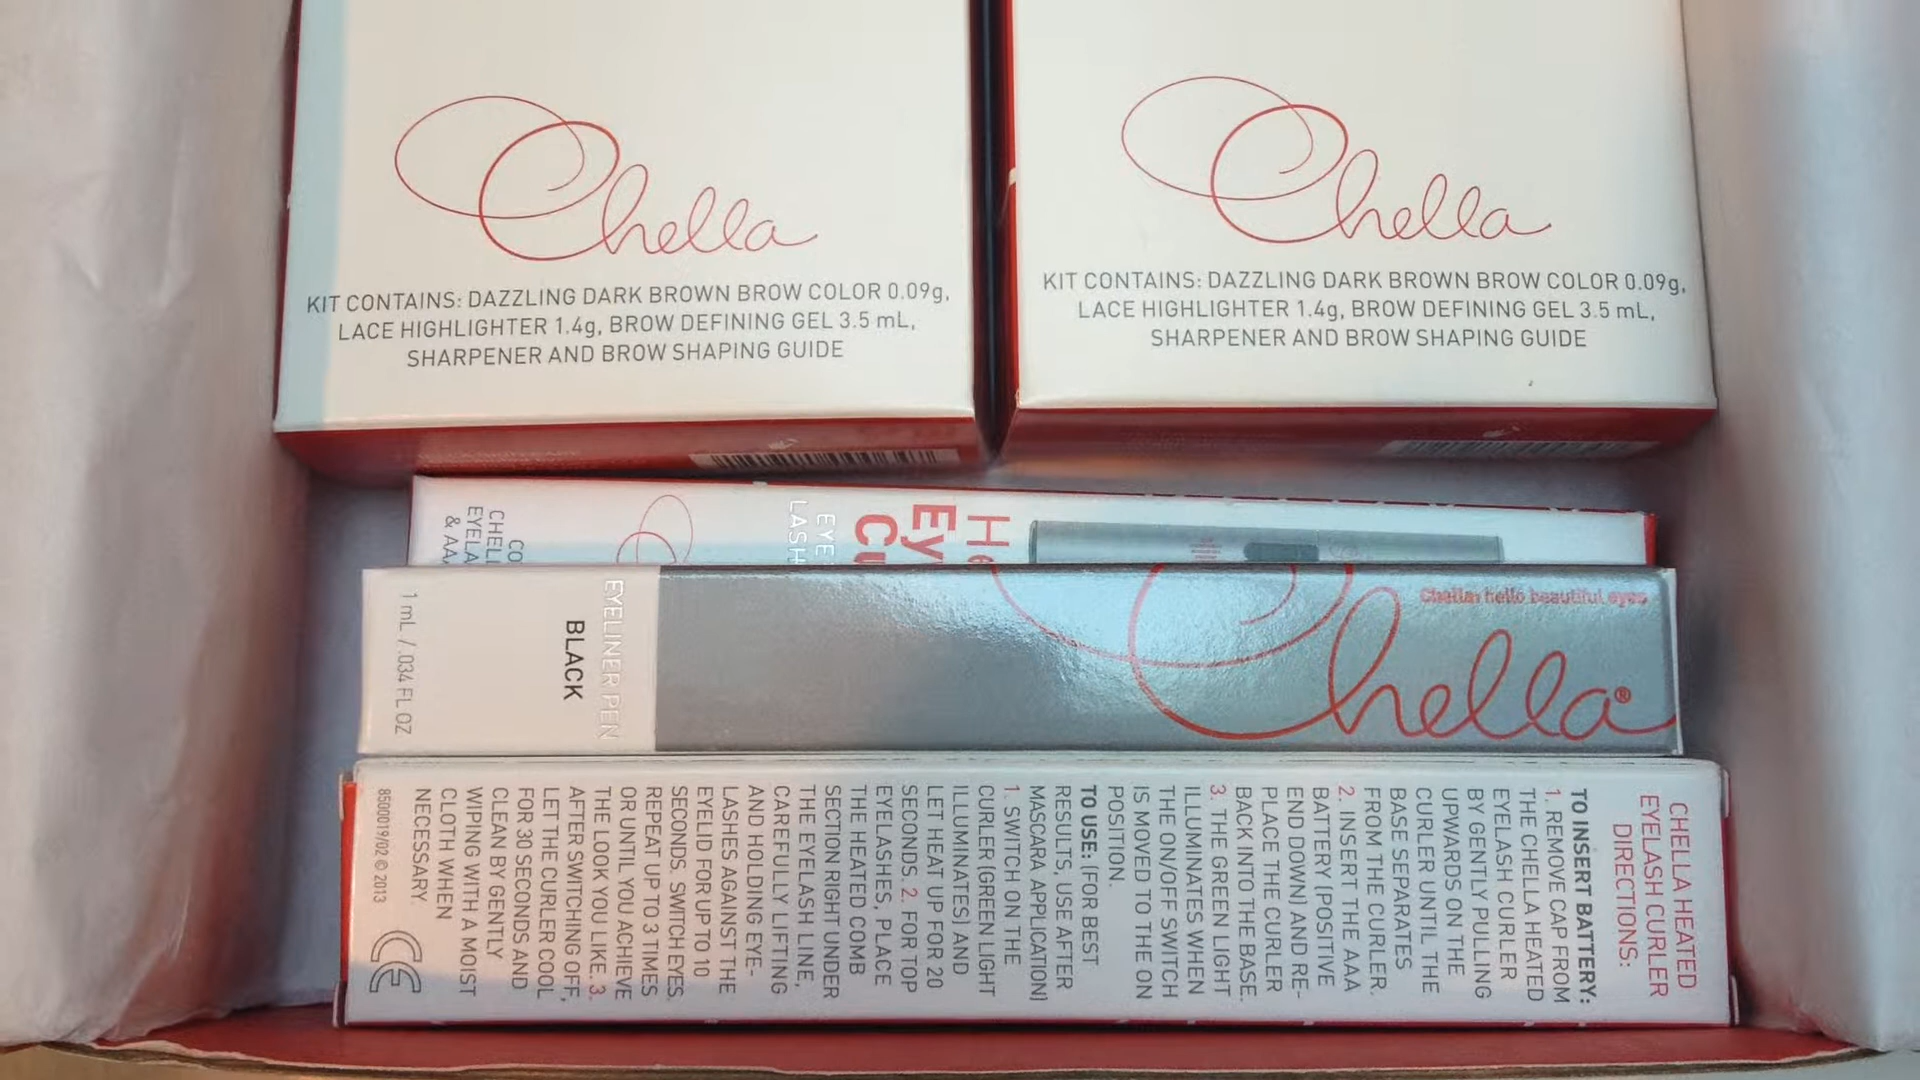 Chella
KIT CONTAINS: DAZZLING DARK BROWN BROW COLOR 0.09g,
LACE HIGHLIGHTER 1.4g, BROW DEFINING GEL 3.5 mL,
SHARPENER AND BROW SHAPING GUIDE
Chella
KIT CONTAINS: DAZZLING DARK BROWN BROW COLOR 0.09g,
LACE HIGHLIGHTER 1.4g, BROW DEFINING GEL 3.5 mL,
SHARPENER AND BROW SHAPING GUIDE
EYELINER PEN
BLACK
1 mL / .034 FL OZ
Chella: hello beautiful eyes
Chella®
CHELLA HEATED
EYELASH CURLER
DIRECTIONS:
TO INSERT BATTERY:
1. REMOVE CAP FROM
THE CHELLA HEATED
EYELASH CURLER
BY GENTLY PULLING
UPWARDS ON THE
CURLER UNTIL THE
BASE SEPARATES
FROM THE CURLER.
2. INSERT THE AAA
BATTERY (POSITIVE
END DOWN) AND RE-
PLACE THE CURLER
BACK INTO THE BASE.
3. THE GREEN LIGHT
ILLUMINATES WHEN
THE ON/OFF SWITCH
IS MOVED TO THE ON
POSITION.
TO USE: (FOR BEST
RESULTS, USE AFTER
MASCARA APPLICATION)
1. SWITCH ON THE
CURLER (GREEN LIGHT
ILLUMINATES) AND
LET HEAT UP FOR 20
SECONDS. 2. FOR TOP
EYELASHES, PLACE
THE HEATED COMB
SECTION RIGHT UNDER
THE EYELASH LINE,
CAREFULLY LIFTING
AND HOLDING EYE-
LASHES AGAINST THE
EYELID FOR UP TO 10
SECONDS. SWITCH EYES.
REPEAT UP TO 3 TIMES
OR UNTIL YOU ACHIEVE
THE LOOK YOU LIKE. 3.
AFTER SWITCHING OFF,
LET THE CURLER COOL
FOR 30 SECONDS AND
CLEAN BY GENTLY
WIPING WITH A MOIST
CLOTH WHEN
NECESSARY.
8500019/02 © 2013
CE